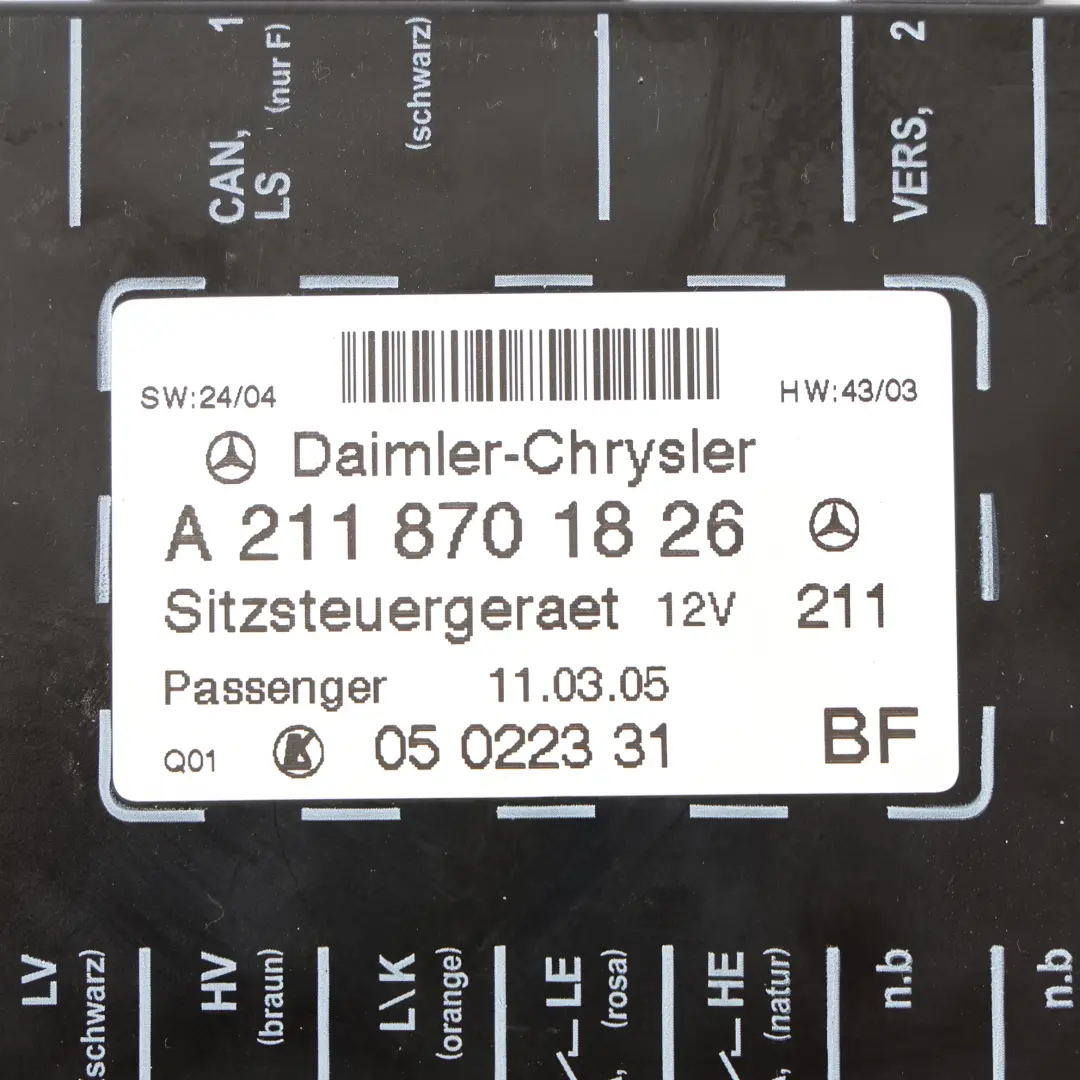 CAN, 1
LS (nur F)
(schwarz)
VERS, 2
SW:24/04
HW:43/03
Daimler-Chrysler
A 211 870 18 26
Sitzsteuergeraet 12V 211
Passenger 11.03.05
Q01 K 05 0223 31 BF
LV
(schwarz)
HV
(braun)
L\K
(orange)
LE
(rosa)
HE
(natur)
n.b
n.b